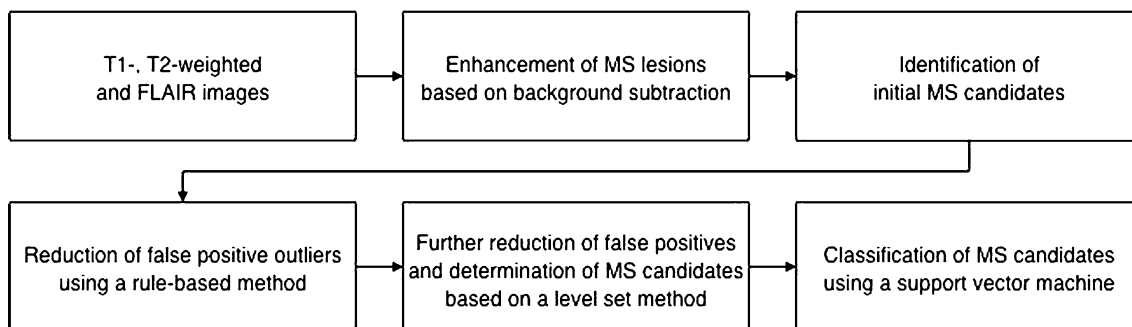 T1-, T2-weighted
and FLAIR images
Enhancement of MS lesions
based on background subtraction
Identification of
initial MS candidates
Reduction of false positive outliers
using a rule-based method
Further reduction of false positives
and determination of MS candidates
based on a level set method
Classification of MS candidates
using a support vector machine